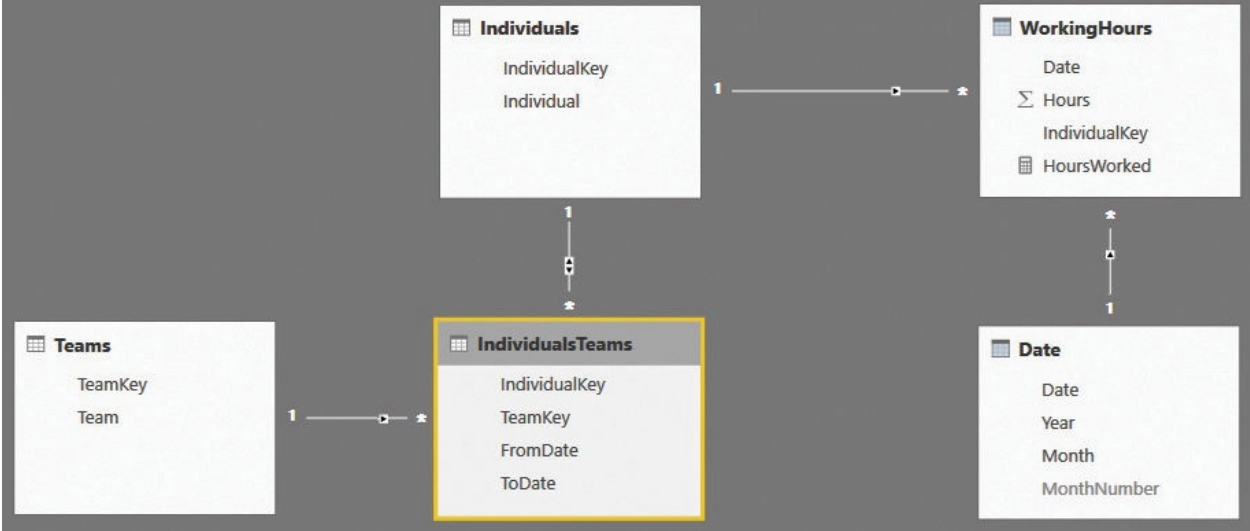 Individuals
IndividualKey
Individual
1
*
WorkingHours
Date
Σ Hours
IndividualKey
HoursWorked
1
*
*
1
Teams
TeamKey
Team
1
*
IndividualsTeams
IndividualKey
TeamKey
FromDate
ToDate
Date
Date
Year
Month
MonthNumber